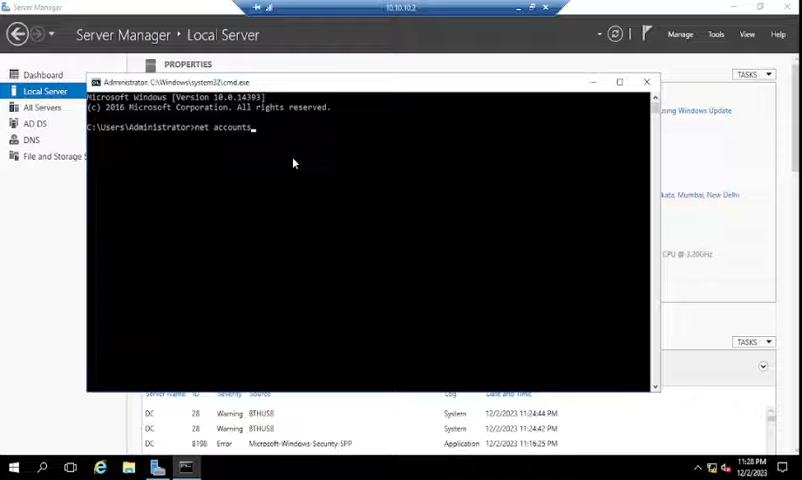 Server Manager
10.10.10.2
Server Manager • Local Server
Manage Tools View Help
Dashboard
Local Server
All Servers
AD DS
DNS
File and Storage S
PROPERTIES
TASKS
Administrator: C:\Windows\system32\cmd.exe
Microsoft Windows [Version 10.0.14393]
(c) 2016 Microsoft Corporation. All rights reserved.
C:\Users\Administrator>net accounts
using Windows Update
kata, Mumbai, New Delhi
CPU @ 3.20GHz
TASKS
Server Name ID Severity Source Log Date and Time
DC 28 Warning BTHUSB System 12/2/2023 11:24:44 PM
DC 28 Warning BTHUSB System 12/2/2023 11:24:42 PM
DC 8198 Error Microsoft-Windows-Security-SPP Application 12/2/2023 11:16:25 PM
11:28 PM
12/2/2023